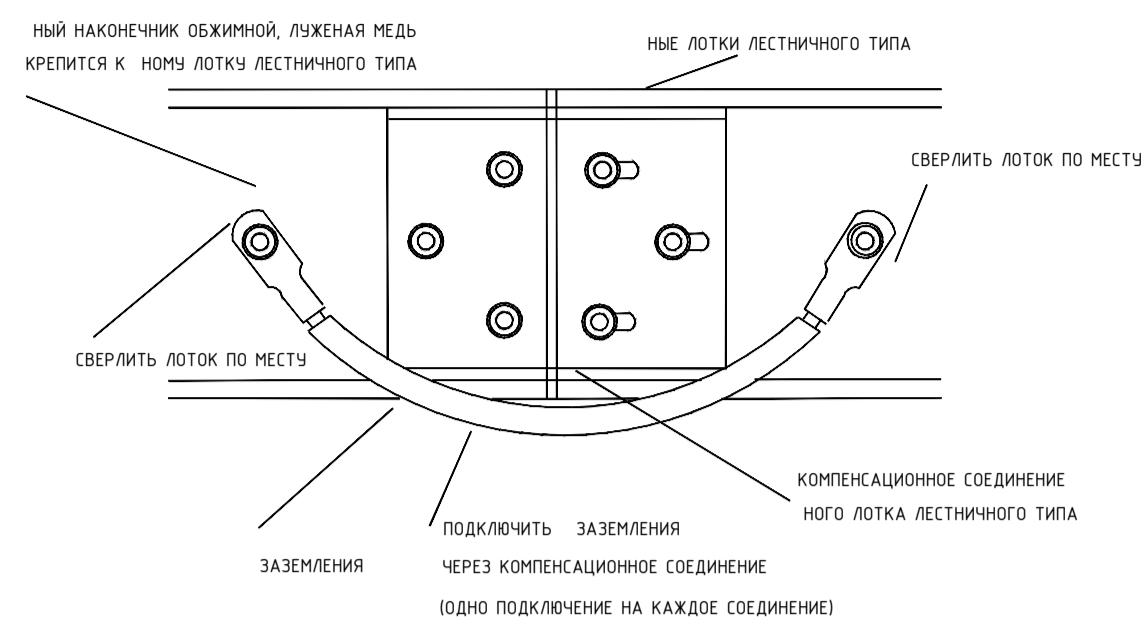 НЫЙ НАКОНЕЧНИК ОБЖИМНОЙ, ЛУЖЕНАЯ МЕДЬ
КРЕПИТСЯ К НОМУ ЛОТКУ ЛЕСТНИЧНОГО ТИПА
НЫЕ ЛОТКИ ЛЕСТНИЧНОГО ТИПА
СВЕРЛИТЬ ЛОТОК ПО МЕСТУ
СВЕРЛИТЬ ЛОТОК ПО МЕСТУ
КОМПЕНСАЦИОННОЕ СОЕДИНЕНИЕ
НОГО ЛОТКА ЛЕСТНИЧНОГО ТИПА
ЗАЗЕМЛЕНИЯ
ПОДКЛЮЧИТЬ ЗАЗЕМЛЕНИЯ
ЧЕРЕЗ КОМПЕНСАЦИОННОЕ СОЕДИНЕНИЕ
(ОДНО ПОДКЛЮЧЕНИЕ НА КАЖДОЕ СОЕДИНЕНИЕ)